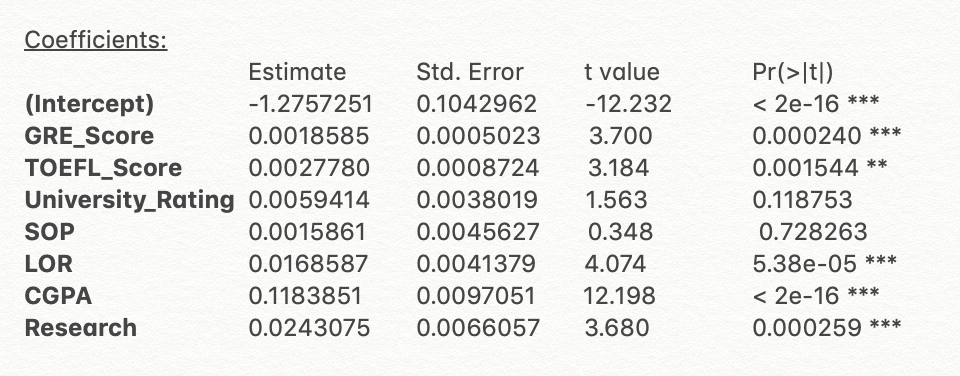 Coefficients:
Estimate Std. Error t value Pr(>|t|)
(Intercept) -1.2757251 0.1042962 -12.232 < 2e-16 ***
GRE_Score 0.0018585 0.0005023 3.700 0.000240 ***
TOEFL_Score 0.0027780 0.0008724 3.184 0.001544 **
University_Rating 0.0059414 0.0038019 1.563 0.118753
SOP 0.0015861 0.0045627 0.348 0.728263
LOR 0.0168587 0.0041379 4.074 5.38e-05 ***
CGPA 0.1183851 0.0097051 12.198 < 2e-16 ***
Research 0.0243075 0.0066057 3.680 0.000259 ***